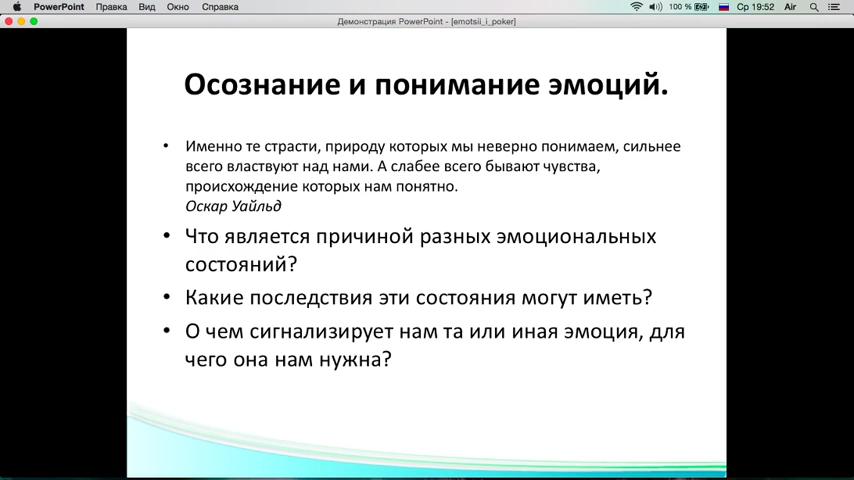 PowerPoint Правка Вид Окно Справка 100 % Ср 19:52 Air
Демонстрация PowerPoint - [emotsii_i_poker]
Осознание и понимание эмоций.
• Именно те страсти, природу которых мы неверно понимаем, сильнее
всего властвуют над нами. А слабее всего бывают чувства,
происхождение которых нам понятно.
Оскар Уайльд
• Что является причиной разных эмоциональных
состояний?
• Какие последствия эти состояния могут иметь?
• О чем сигнализирует нам та или иная эмоция, для
чего она нам нужна?